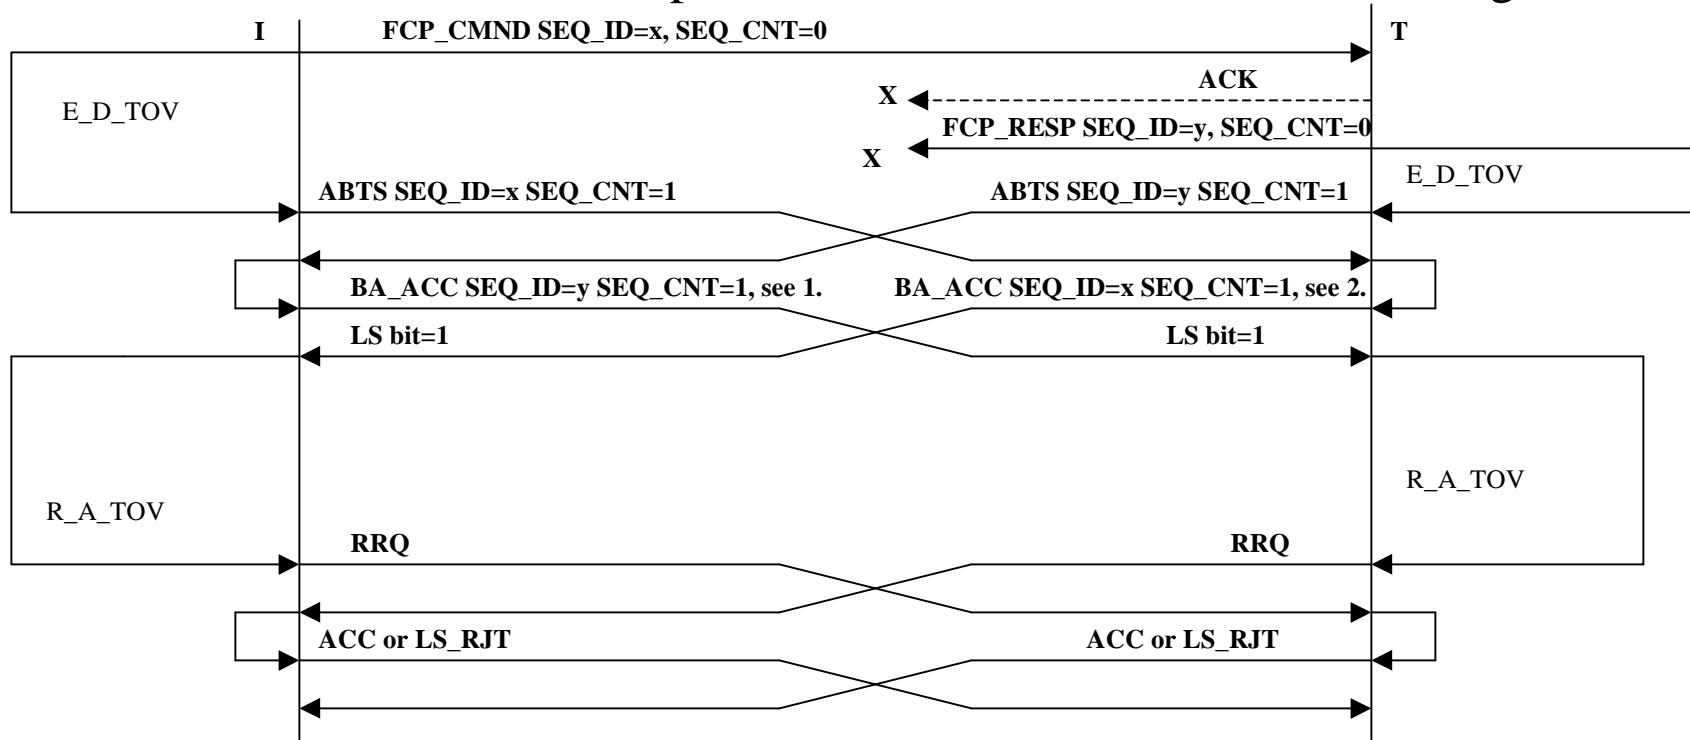 I FCP_CMND SEQ_ID=x, SEQ_CNT=0 T
ACK
E_D_TOV
X
FCP_RESP SEQ_ID=y, SEQ_CNT=0
X
E_D_TOV
ABTS SEQ_ID=x SEQ_CNT=1 ABTS SEQ_ID=y SEQ_CNT=1
BA_ACC SEQ_ID=y SEQ_CNT=1, see 1. BA_ACC SEQ_ID=x SEQ_CNT=1, see 2.
LS bit=1 LS bit=1
R_A_TOV
R_A_TOV
RRQ RRQ
ACC or LS_RJT ACC or LS_RJT